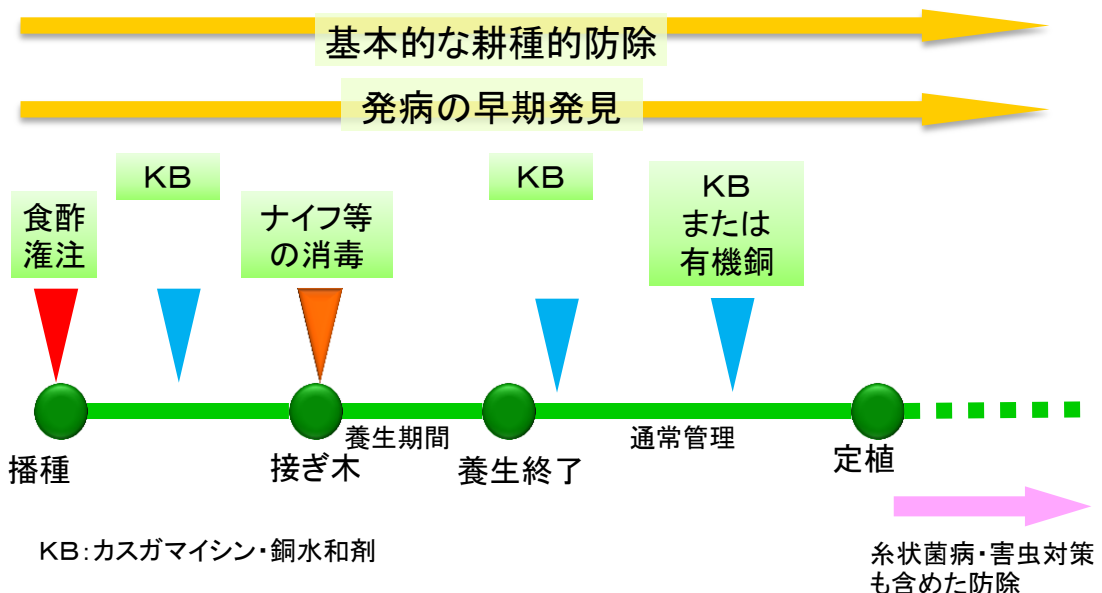 基本的な耕種的防除
発病の早期発見
KB
KB
KB
または
有機銅
食酢
潅注
ナイフ等
の消毒
養生期間
通常管理
播種
接ぎ木
養生終了
定植
KB:カスガマイシン・銅水和剤
糸状菌病・害虫対策
も含めた防除